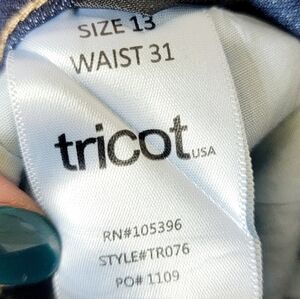 SIZE 13
WAIST 31
tricot USA
RN#105396
STYLE#TR076
PO# 1109